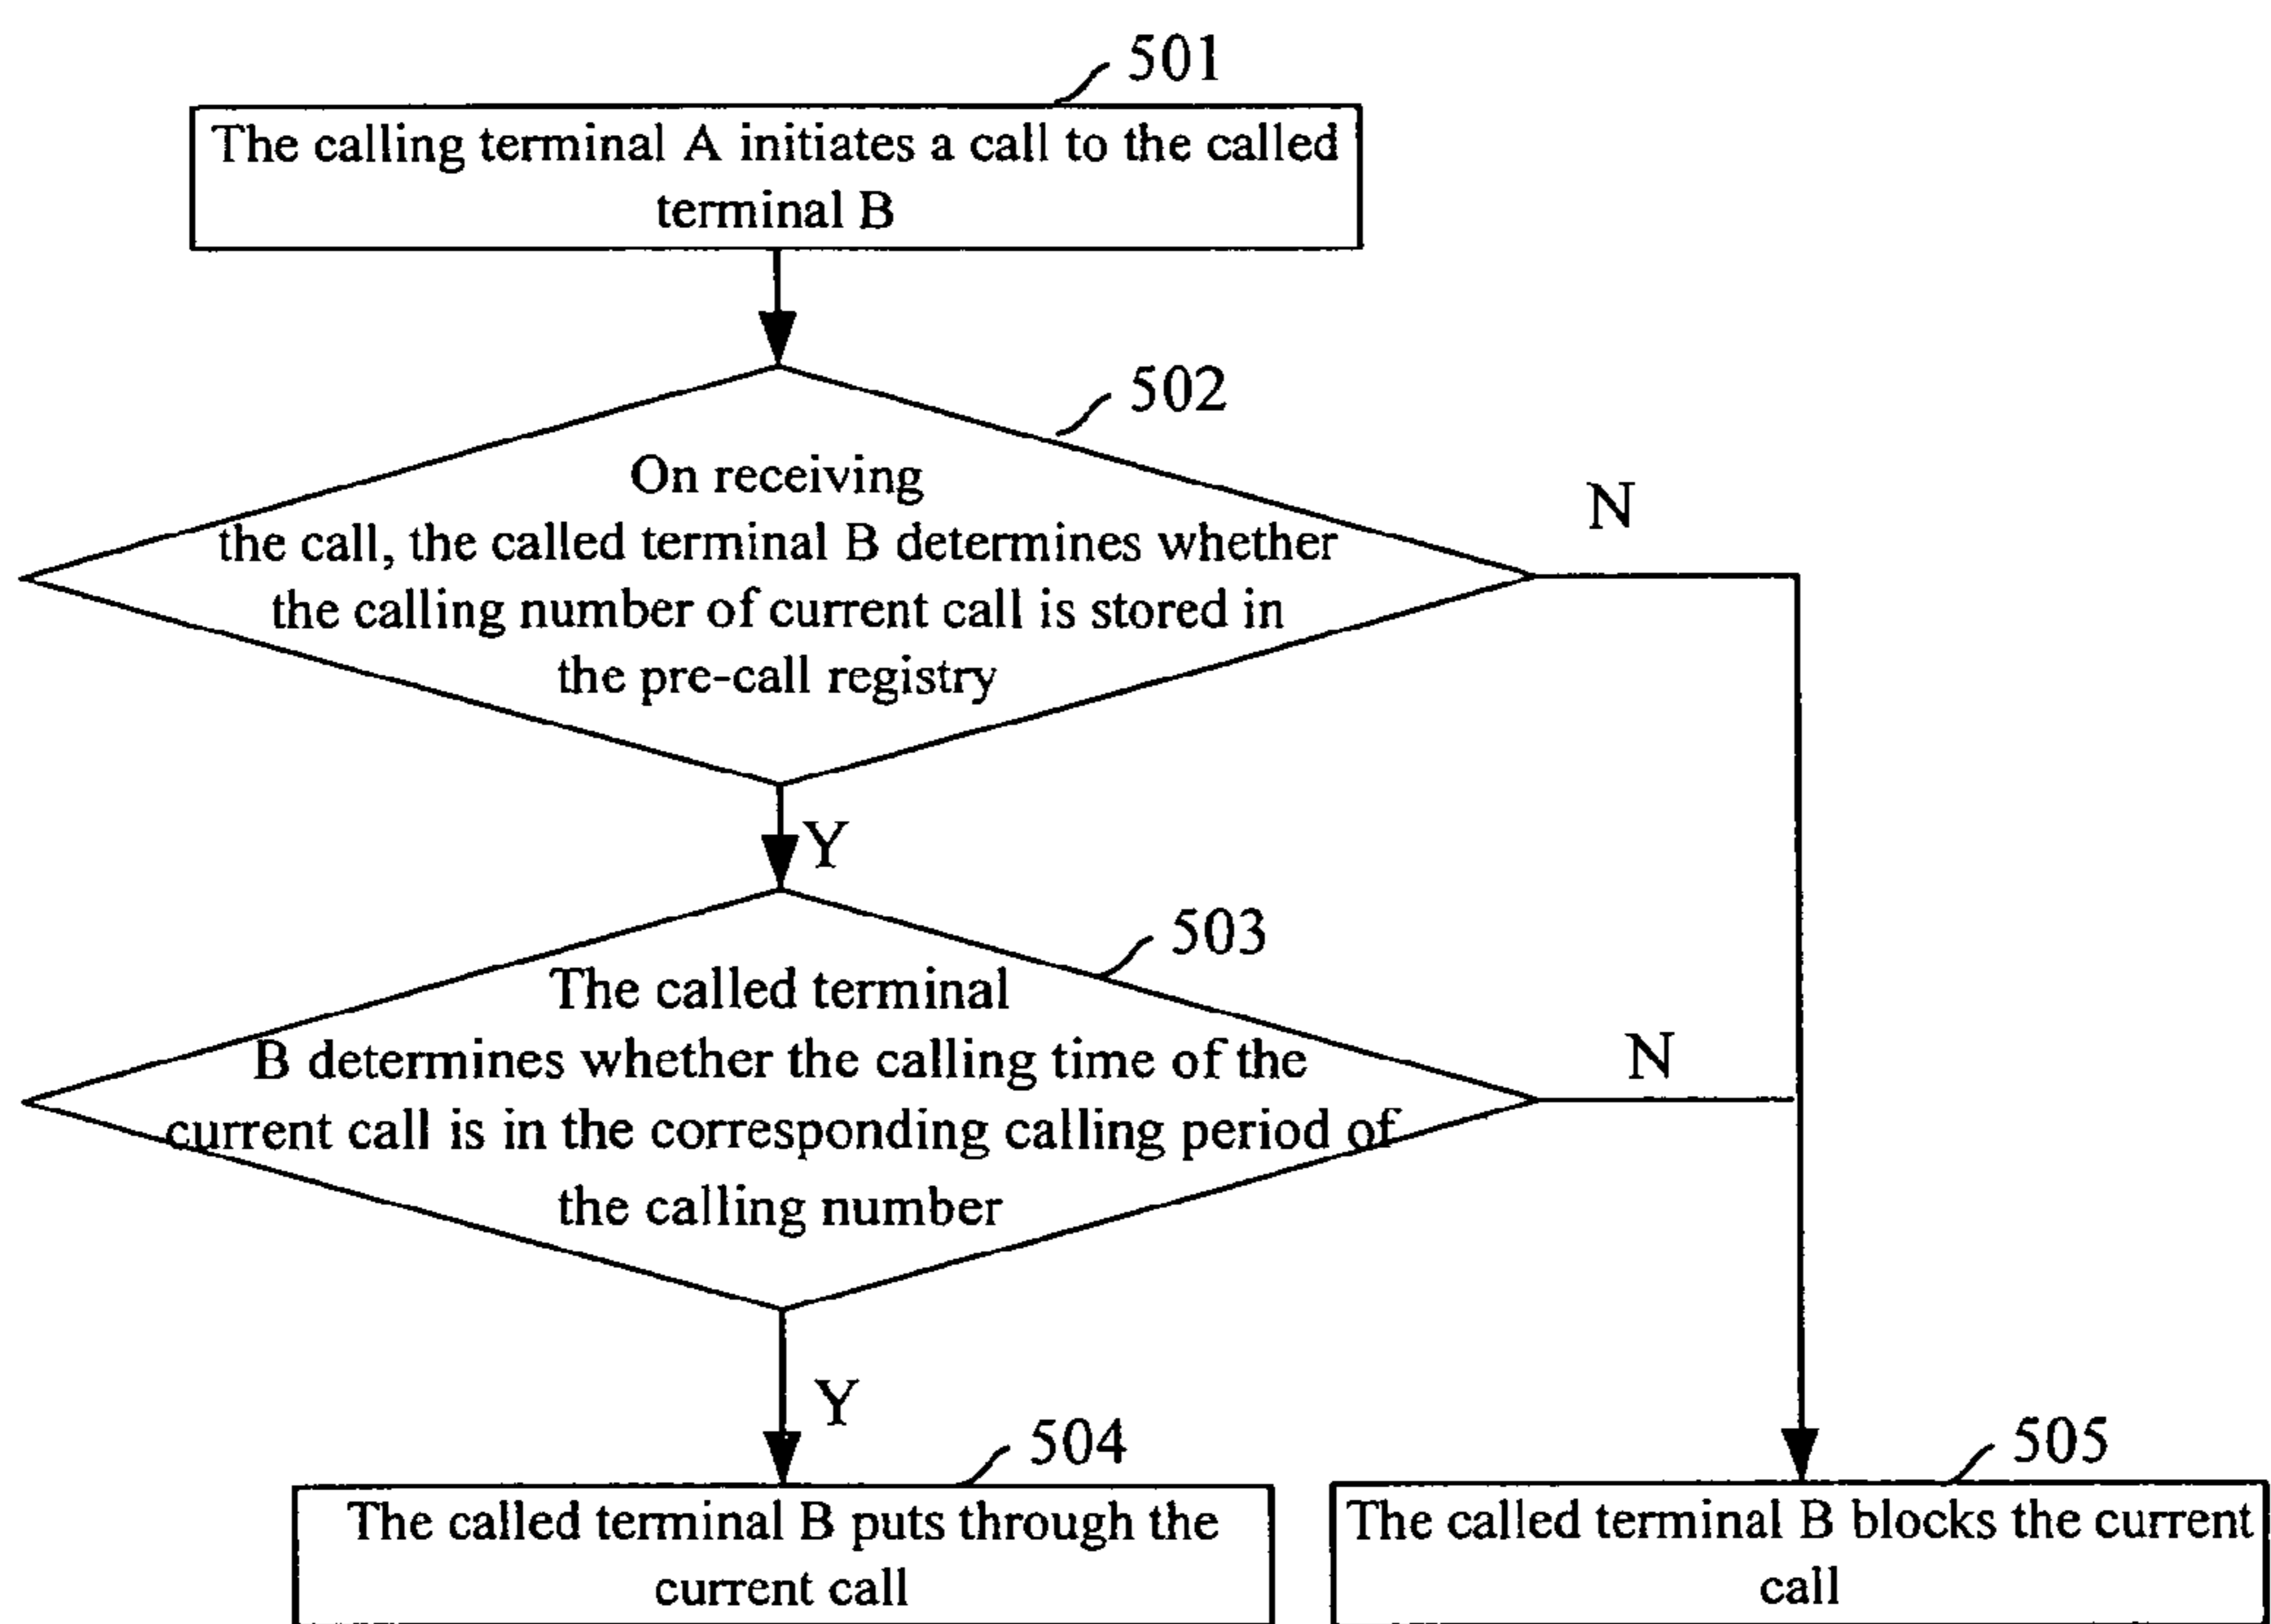 501
The calling terminal A initiates a call to the called
terminal B
502
On receiving
the call, the called terminal B determines whether
the calling number of current call is stored in
the pre-call registry
N
Y
503
The called terminal
B determines whether the calling time of the
current call is in the corresponding calling period of
the calling number
N
Y
504
The called terminal B puts through the
current call
505
The called terminal B blocks the current
call